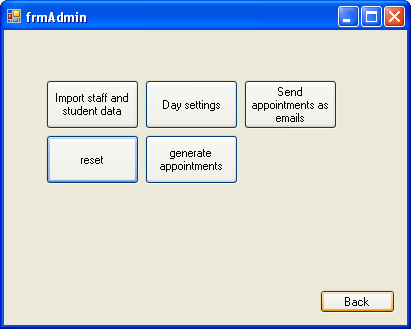 frmAdmin
Import staff and
student data
Day settings
Send
appointments as
emails
reset
generate
appointments
Back